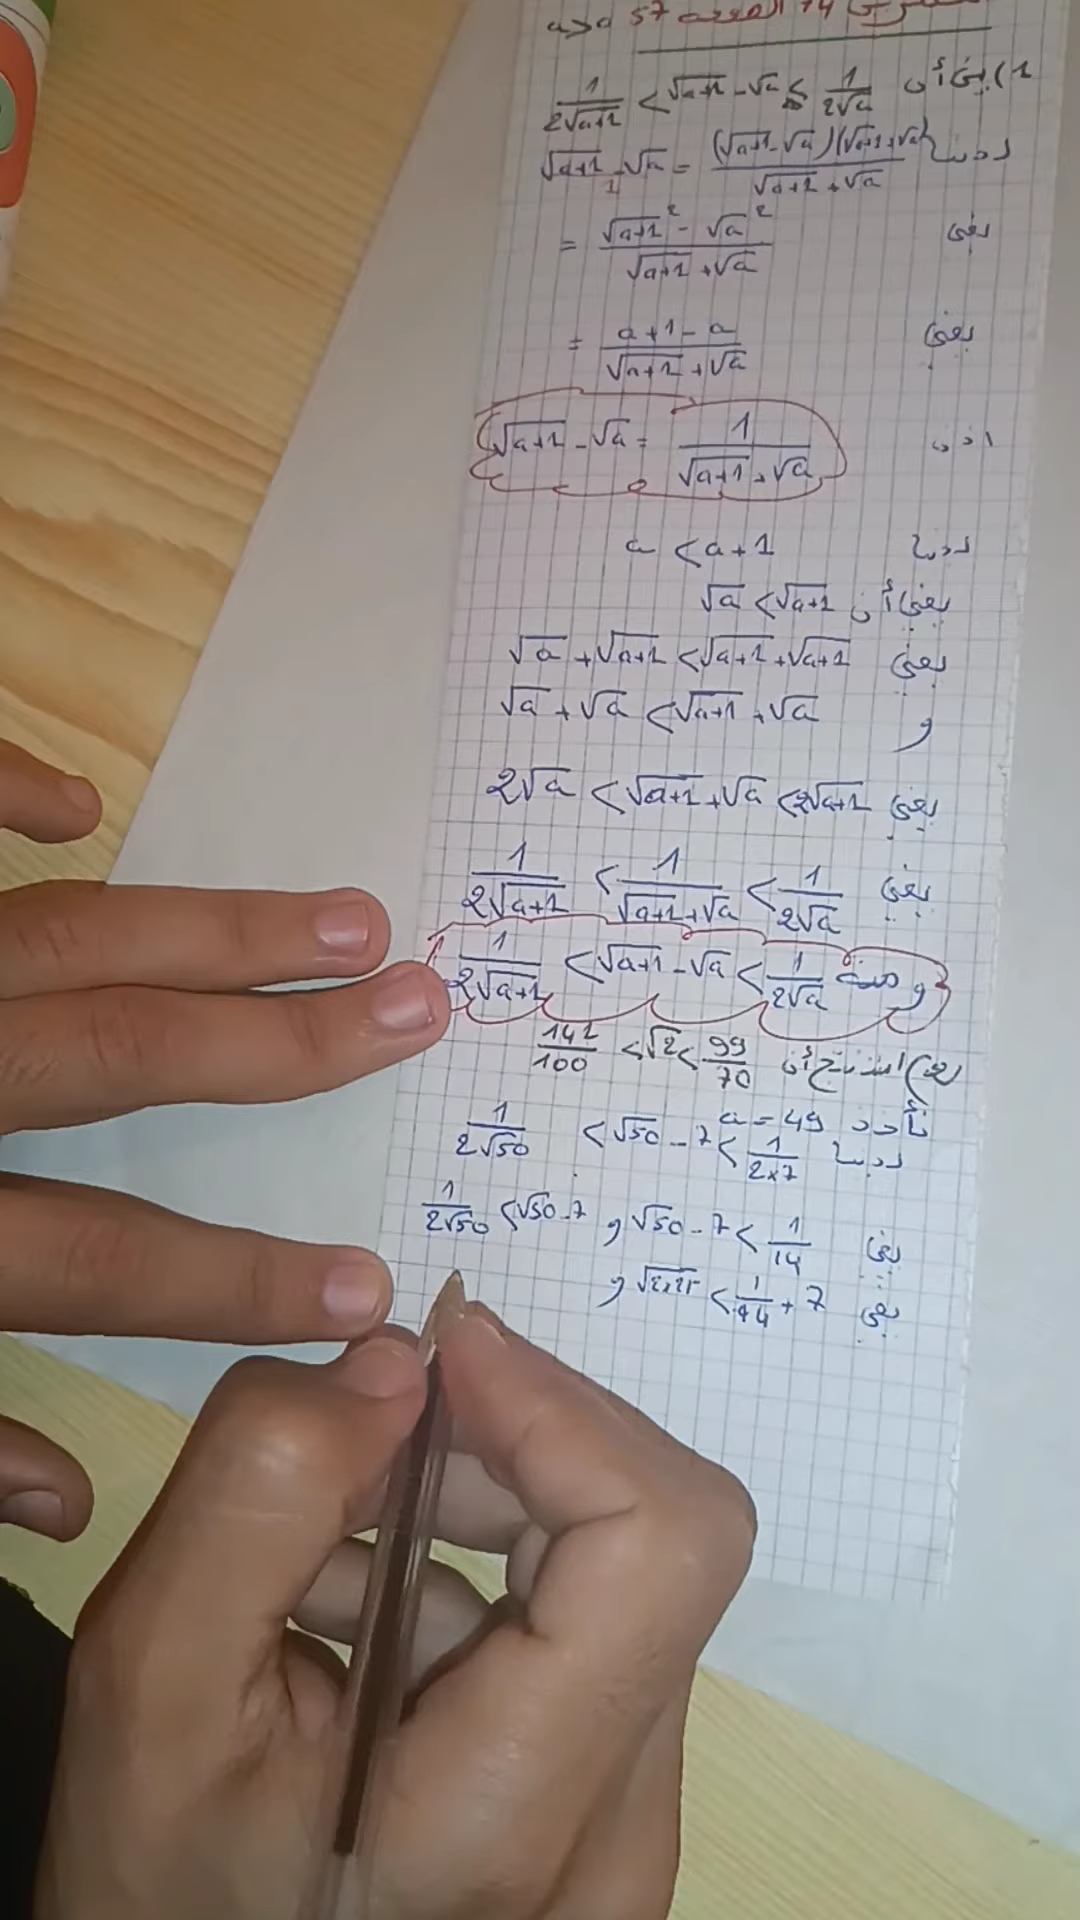 74 الصفحة 57 a>0
1) بين أن 1/(2√(a+1)) < √(a+1) - √a < 1/(2√a)
لدينا √(a+1) - √a = (√(a+1) - √a)(√(a+1) + √a) / (√(a+1) + √a)
يعني = (√(a+1)² - √a²) / (√(a+1) + √a)
يعني = (a+1-a) / (√(a+1) + √a)
اذن √(a+1) - √a = 1/(√(a+1) + √a)
لدينا a < a+1
يعني أن √a < √(a+1)
يعني √a + √(a+1) < √(a+1) + √(a+1)
و √a + √a < √(a+1) + √a
يعني 2√a < √(a+1) + √a < 2√(a+1)
يعني 1/(2√(a+1)) < 1/(√(a+1) + √a) < 1/(2√a)
و منه 1/(2√(a+1)) < √(a+1) - √a < 1/(2√a)
2) استنتج أن 141/100 < √2 < 99/70
نأخد a = 49
لدينا 1/(2√50) < √50 - 7 < 1/(2×7)
يعني √50 - 7 < 1/14 و 1/(2√50) < √50 - 7
يعني √(2×25) < 1/14 + 7 و